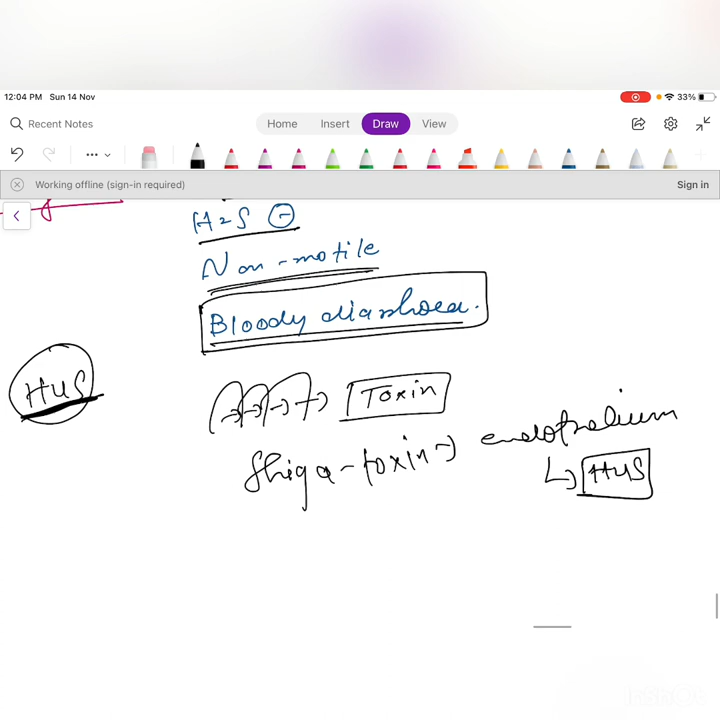 12:04 PM Sun 14 Nov 33%
Recent Notes Home Insert Draw View
Working offline (sign-in required) Sign in
H2S ⊖
Non-motile
Bloody diarrhoea.
HUS
Toxin
Shiga-toxin → endothelium
↳ HUS